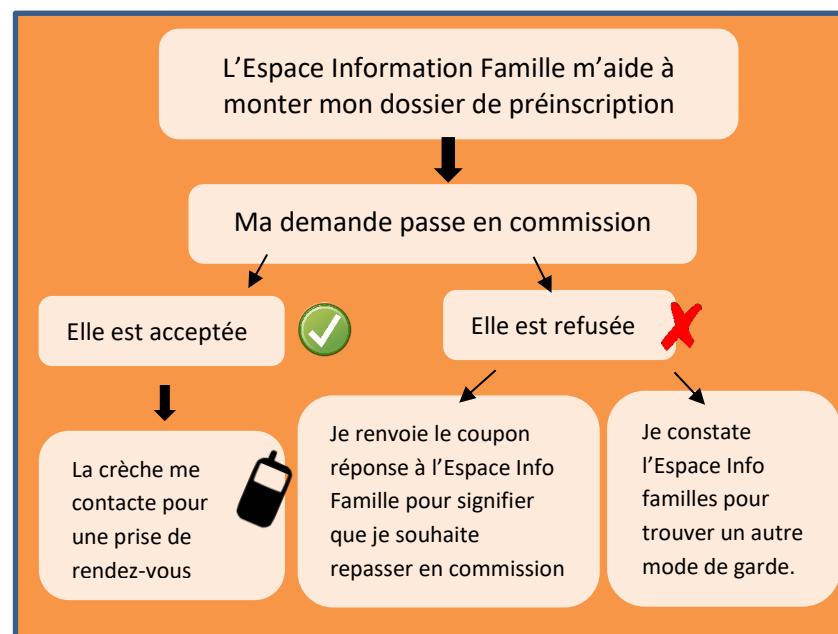 L'Espace Information Famille m'aide à
monter mon dossier de préinscription
Ma demande passe en commission
Elle est acceptée
Elle est refusée
La crèche me
contacte pour
une prise de
rendez-vous
Je renvoie le coupon
réponse à l'Espace Info
Famille pour signifier
que je souhaite
repasser en commission
Je constate
l'Espace Info
familles pour
trouver un autre
mode de garde.